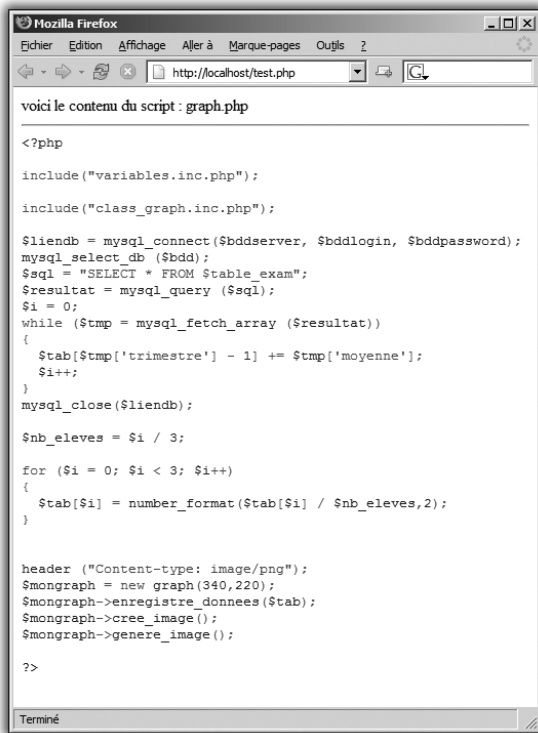 Mozilla Firefox
Fichier Edition Affichage Aller à Marque-pages Outils ?
http://localhost/test.php
G
voici le contenu du script : graph.php
<?php
include("variables.inc.php");
include("class_graph.inc.php");
$liendb = mysql_connect($bddserver, $bddlogin, $bddpassword);
mysql_select_db ($bdd);
$sql = "SELECT * FROM $table_exam";
$resultat = mysql_query ($sql);
$i = 0;
while ($tmp = mysql_fetch_array ($resultat))
{
  $tab[$tmp['trimestre'] - 1] += $tmp['moyenne'];
  $i++;
}
mysql_close($liendb);
$nb_eleves = $i / 3;
for ($i = 0; $i < 3; $i++)
{
  $tab[$i] = number_format($tab[$i] / $nb_eleves,2);
}
header ("Content-type: image/png");
$mongraph = new graph(340,220);
$mongraph->enregistre_donnees($tab);
$mongraph->cree_image();
$mongraph->genere_image();
?>
Terminé